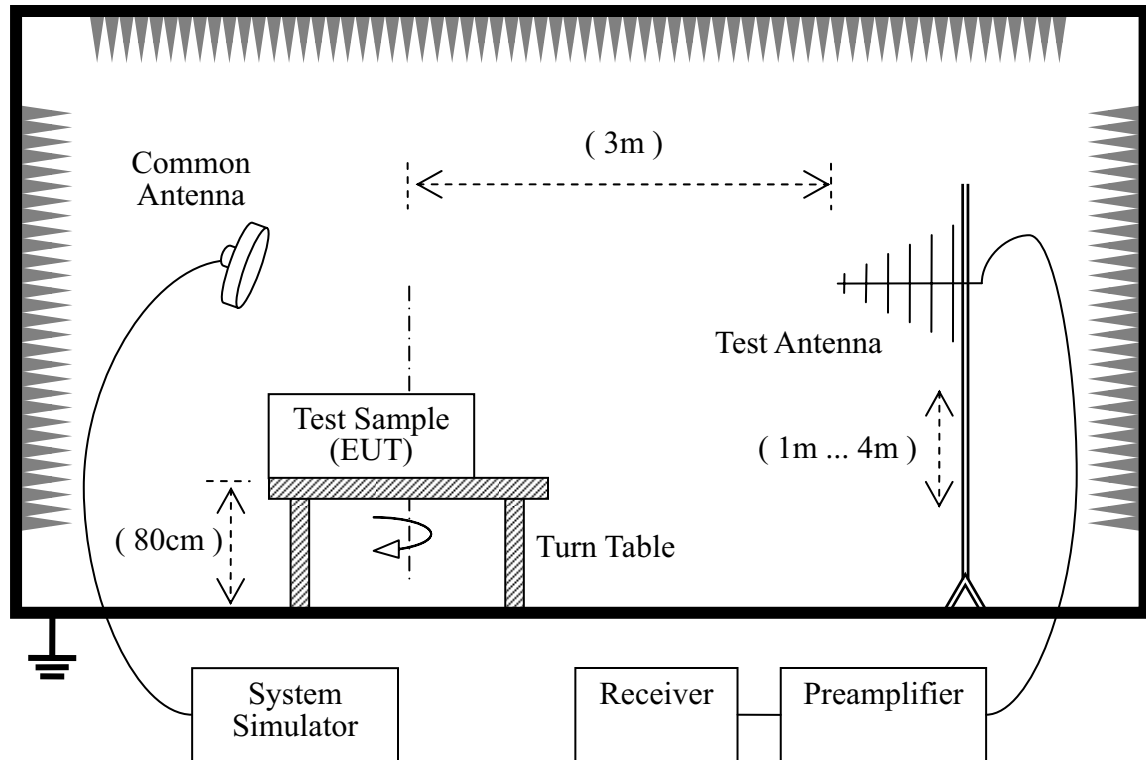 ( 3m )
Common
Antenna
Test Antenna
Test Sample
(EUT)
( 1m ... 4m )
( 80cm )
Turn Table
System
Simulator
Receiver
Preamplifier